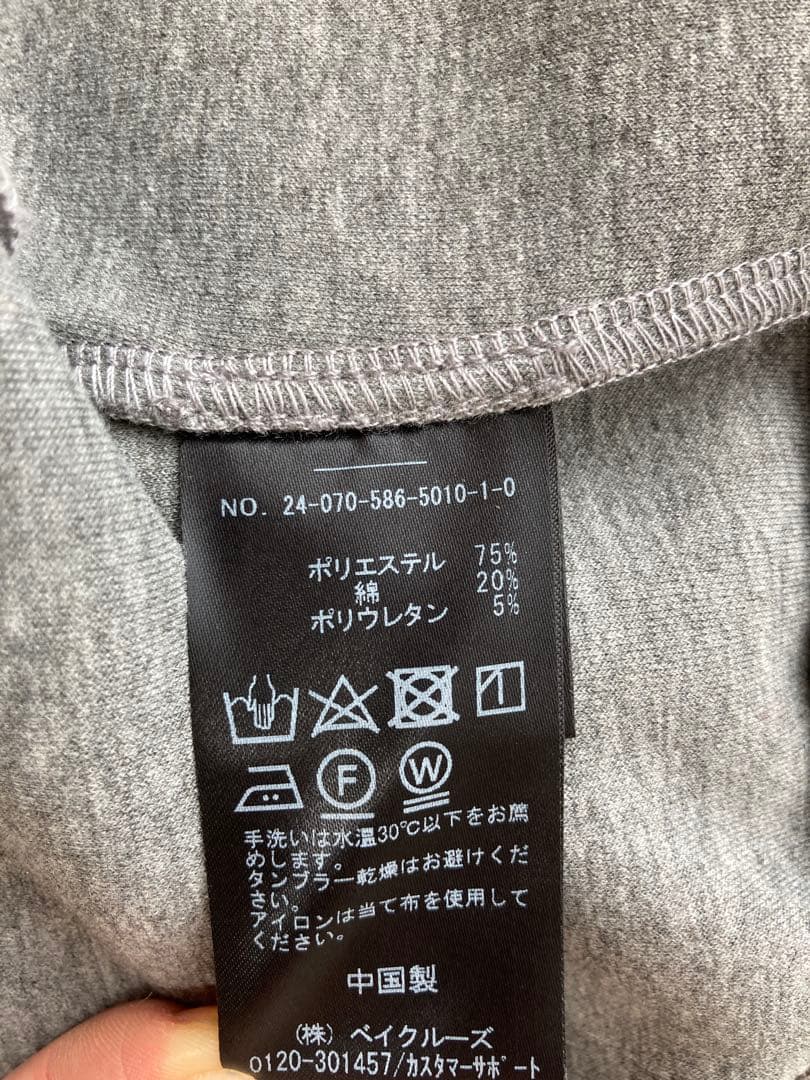 NO. 24-070-586-5010-1-0
ポリエステル 75%
綿 20%
ポリウレタン 5%
F W
手洗いは水温30℃以下をお薦
めします。
タンブラー乾燥はお避けくだ
さい。
アイロンは当て布を使用して
ください。
中国製
(株) ベイクルーズ
0120-301457/カスタマーサポート